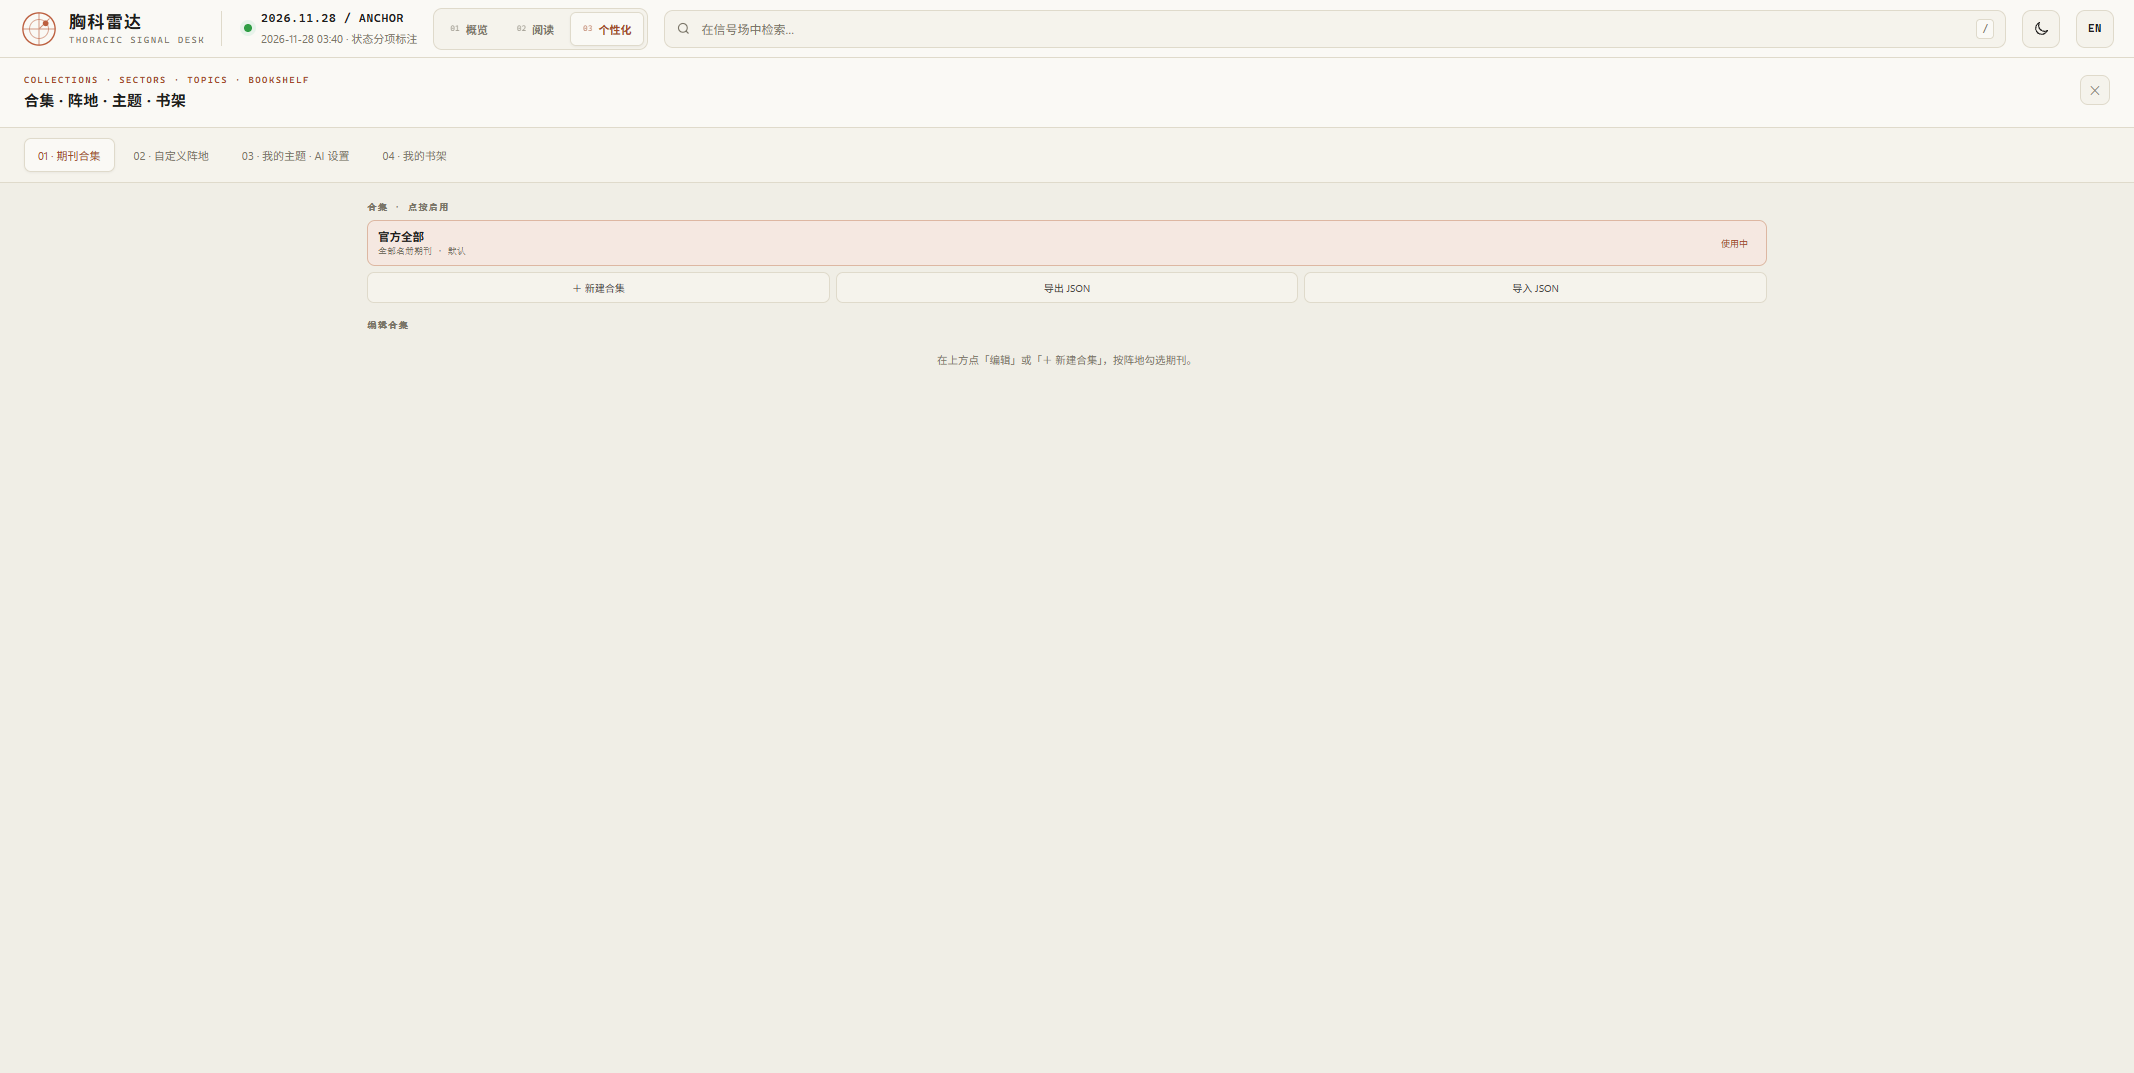 胸科雷达
THORACIC SIGNAL DESK
2026.11.28 / ANCHOR
2026-11-28 03:40 · 状态分项标注
01 概览
02 阅读
03 个性化
在信号场中检索...
/
EN
COLLECTIONS · SECTORS · TOPICS · BOOKSHELF
合集 · 阵地 · 主题 · 书架
01 · 期刊合集
02 · 自定义阵地
03 · 我的主题 · AI 设置
04 · 我的书架
合集 · 点按启用
官方全部
全部名册期刊 · 默认
使用中
＋ 新建合集
导出 JSON
导入 JSON
编辑合集
在上方点「编辑」或「＋ 新建合集」，按阵地勾选期刊。